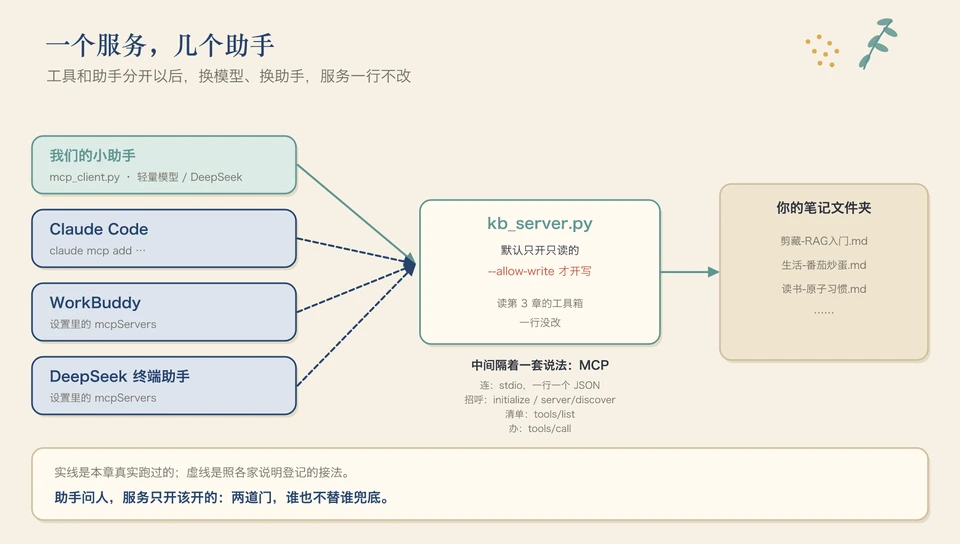 一个服务，几个助手
工具和助手分开以后，换模型、换助手，服务一行不改
我们的小助手
mcp_client.py · 轻量模型 / DeepSeek
Claude Code
claude mcp add ···
WorkBuddy
设置里的 mcpServers
DeepSeek 终端助手
设置里的 mcpServers
kb_server.py
默认只开只读的
--allow-write 才开写
读第 3 章的工具箱
一行没改
中间隔着一套说法：MCP
连：stdio，一行一个 JSON
招呼：initialize / server/discover
清单：tools/list
办：tools/call
你的笔记文件夹
剪藏-RAG入门.md
生活-番茄炒蛋.md
读书-原子习惯.md
······
实线是本章真实跑过的；虚线是照各家说明登记的接法。
助手问人，服务只开该开的：两道门，谁也不替谁兜底。